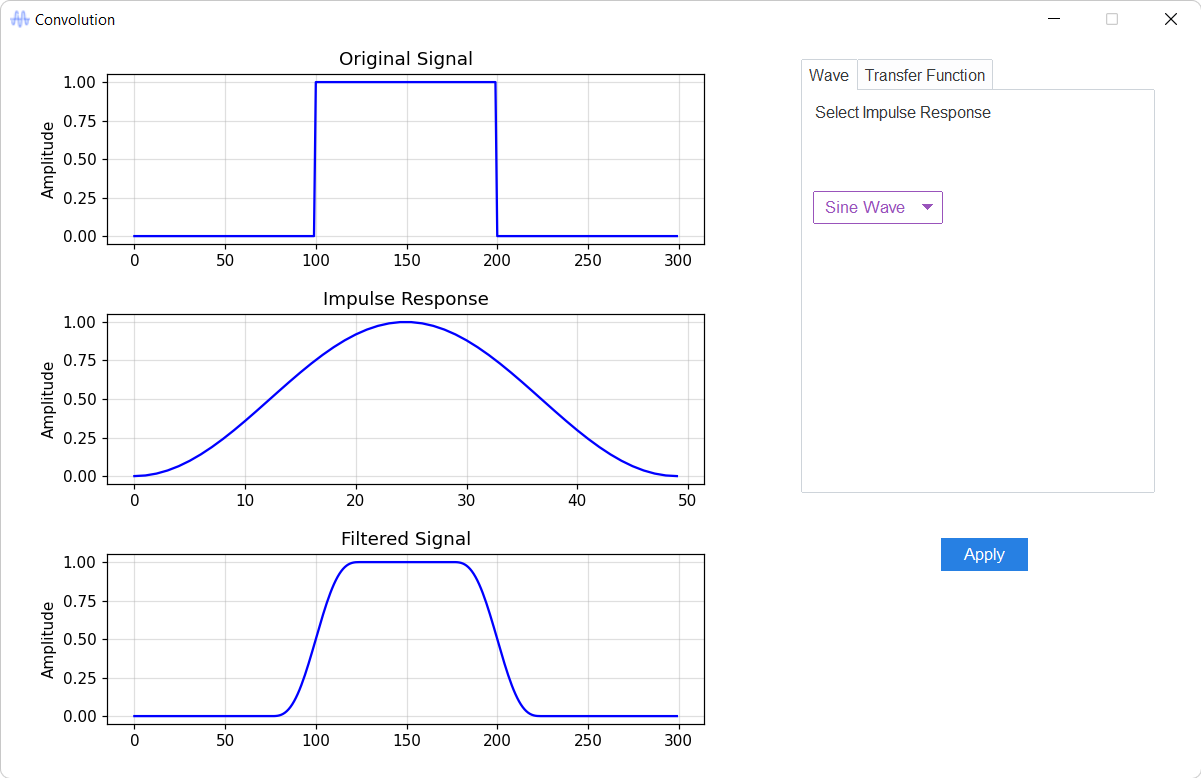 Convolution
Original Signal
Amplitude
1.00
0.75
0.50
0.25
0.00
0 50 100 150 200 250 300
Impulse Response
Amplitude
1.00
0.75
0.50
0.25
0.00
0 10 20 30 40 50
Filtered Signal
Amplitude
1.00
0.75
0.50
0.25
0.00
0 50 100 150 200 250 300
Wave Transfer Function
Select Impulse Response
Sine Wave
Apply